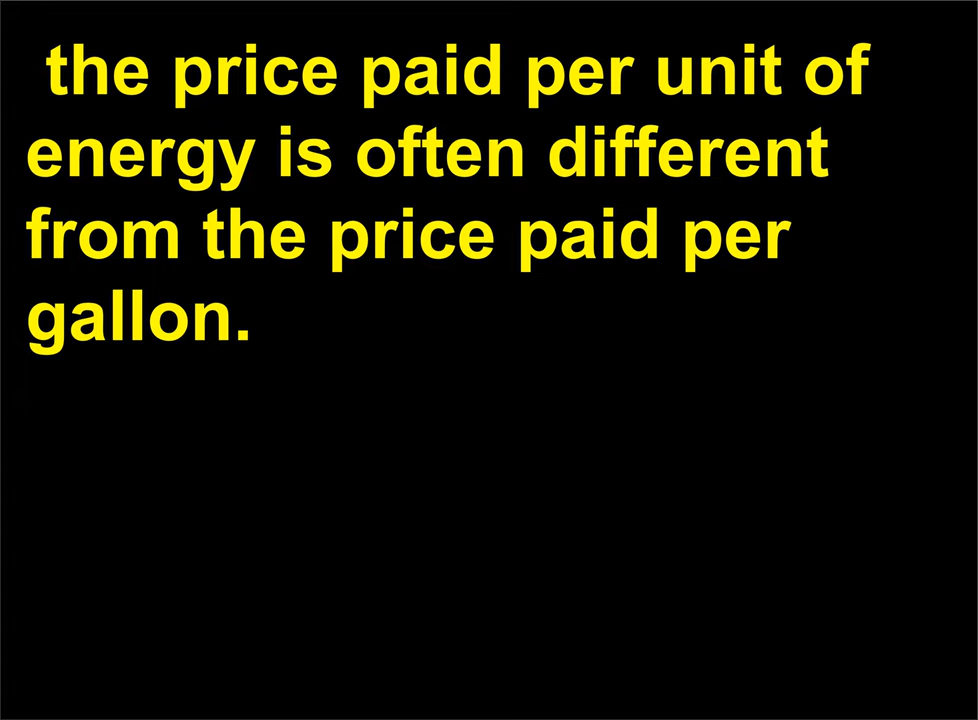 the price paid per unit of
energy is often different
from the price paid per
gallon.